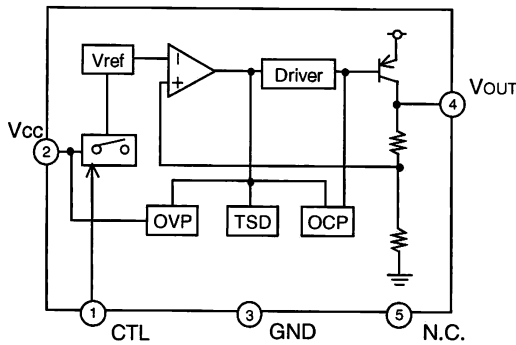 Vref
Driver
VOUT
4
VCC
2
OVP
TSD
OCP
1
3
5
CTL
GND
N.C.